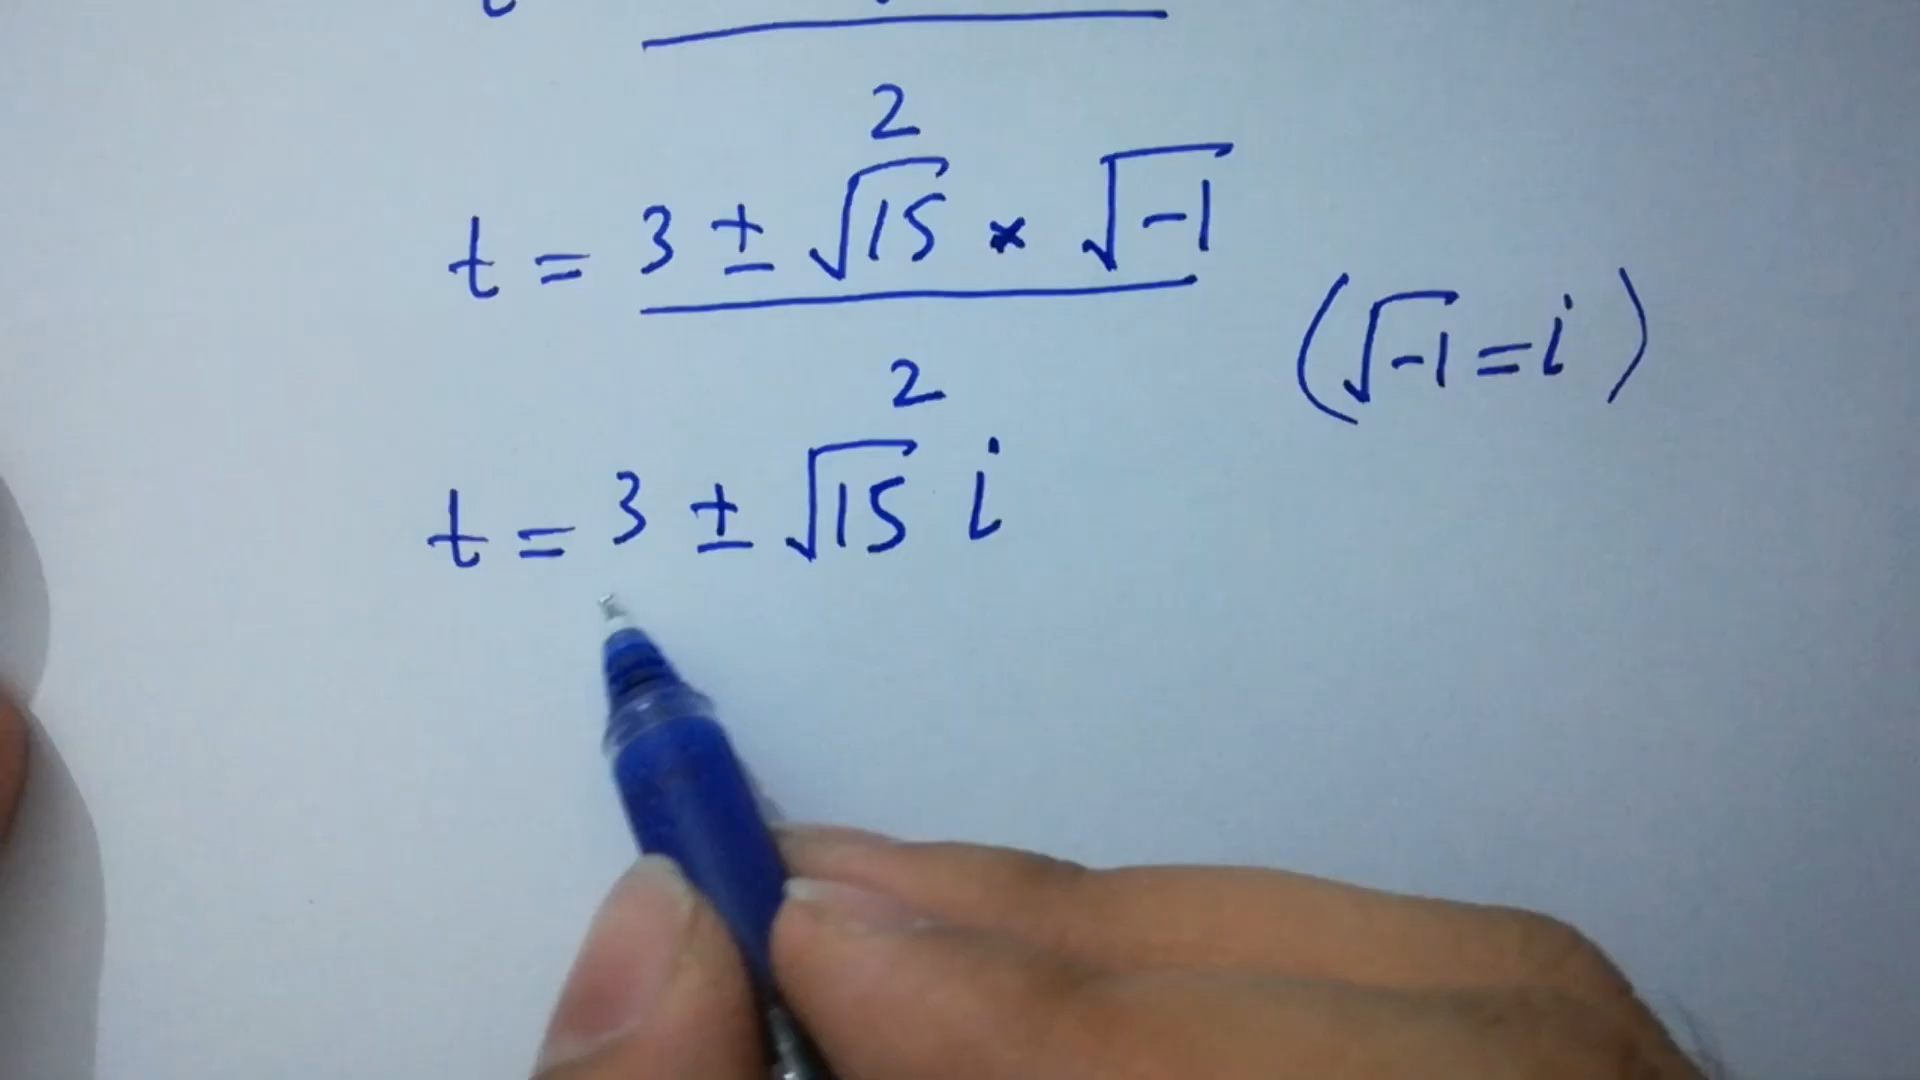 2
t = 3 ± √15 × √-1
2
(√-1 = i)
t = 3 ± √15 i